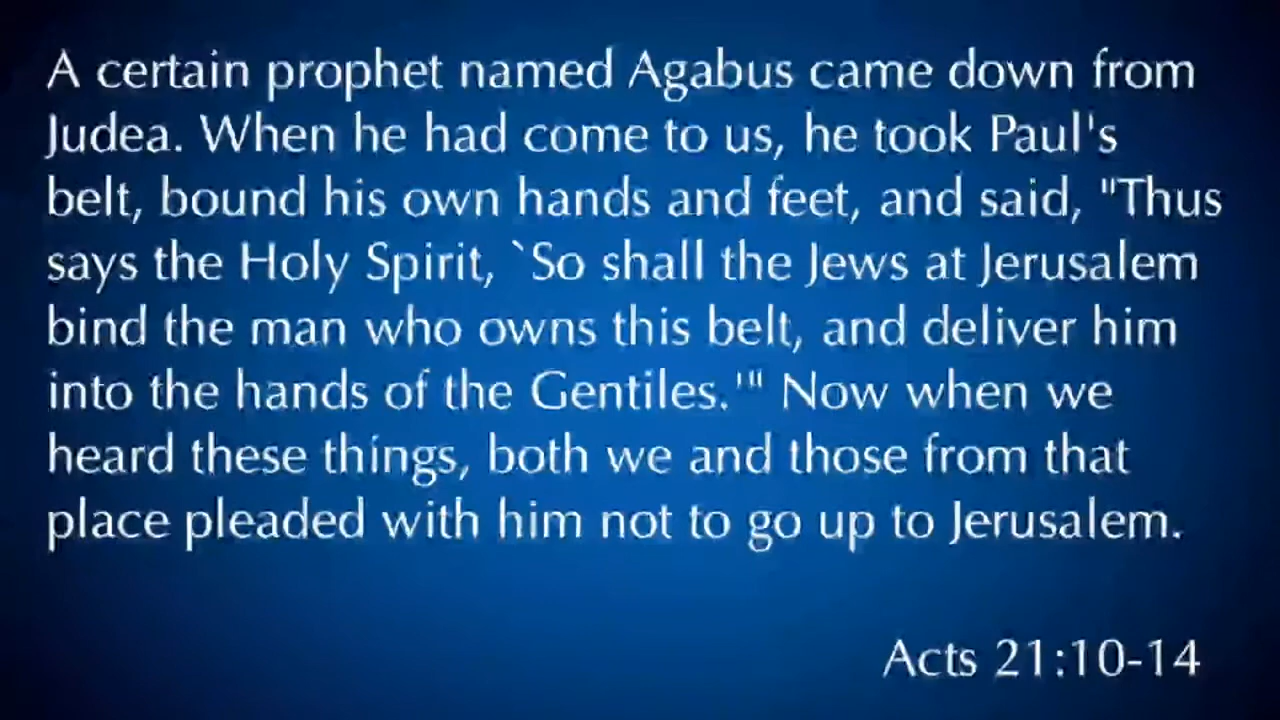 A certain prophet named Agabus came down from
Judea. When he had come to us, he took Paul's
belt, bound his own hands and feet, and said, "Thus
says the Holy Spirit, `So shall the Jews at Jerusalem
bind the man who owns this belt, and deliver him
into the hands of the Gentiles.'" Now when we
heard these things, both we and those from that
place pleaded with him not to go up to Jerusalem.
Acts 21:10-14